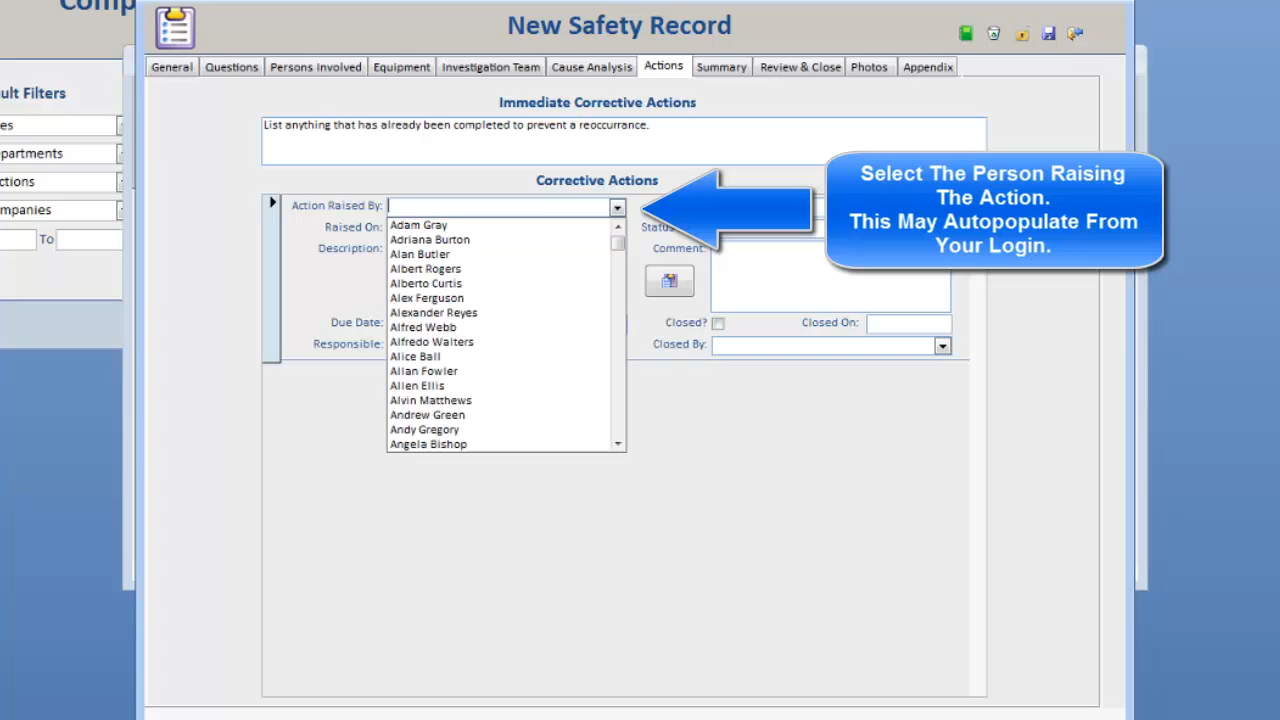 Comp
New Safety Record
General Questions Persons Involved Equipment Investigation Team Cause Analysis Actions Summary Review & Close Photos Appendix
ult Filters
es
partments
ctions
mpanies
To
Immediate Corrective Actions
List anything that has already been completed to prevent a reoccurrance.
Corrective Actions
Action Raised By:
Raised On:
Description:
Due Date:
Responsible:
Adam Gray
Adriana Burton
Alan Butler
Albert Rogers
Alberto Curtis
Alex Ferguson
Alexander Reyes
Alfred Webb
Alfredo Walters
Alice Ball
Allan Fowler
Allen Ellis
Alvin Matthews
Andrew Green
Andy Gregory
Angela Bishop
Status
Comment:
Closed? Closed On:
Closed By:
Select The Person Raising
The Action.
This May Autopopulate From
Your Login.